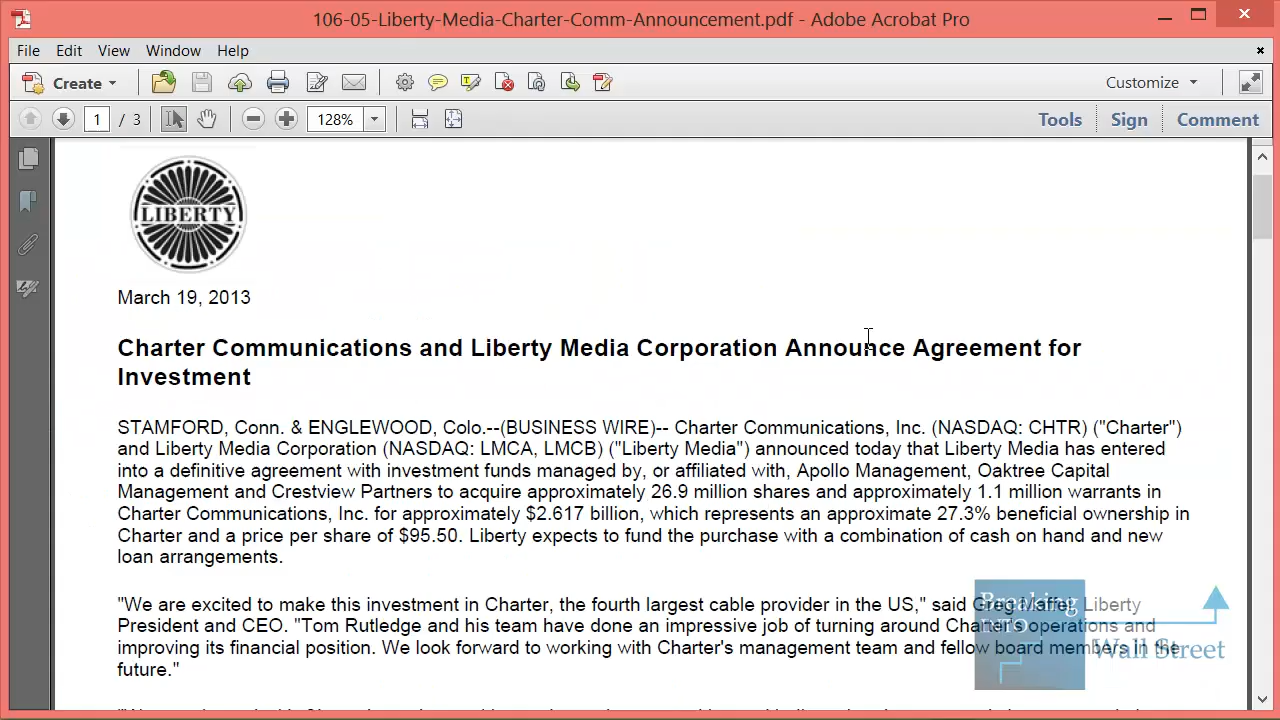 106-05-Liberty-Media-Charter-Comm-Announcement.pdf - Adobe Acrobat Pro
File Edit View Window Help
Create Customize
1 / 3 128% Tools Sign Comment
LIBERTY
March 19, 2013
Charter Communications and Liberty Media Corporation Announce Agreement for
Investment
STAMFORD, Conn. & ENGLEWOOD, Colo.--(BUSINESS WIRE)-- Charter Communications, Inc. (NASDAQ: CHTR) ("Charter")
and Liberty Media Corporation (NASDAQ: LMCA, LMCB) ("Liberty Media") announced today that Liberty Media has entered
into a definitive agreement with investment funds managed by, or affiliated with, Apollo Management, Oaktree Capital
Management and Crestview Partners to acquire approximately 26.9 million shares and approximately 1.1 million warrants in
Charter Communications, Inc. for approximately $2.617 billion, which represents an approximate 27.3% beneficial ownership in
Charter and a price per share of $95.50. Liberty expects to fund the purchase with a combination of cash on hand and new
loan arrangements.
"We are excited to make this investment in Charter, the fourth largest cable provider in the US," said Greg Maffei, Liberty
President and CEO. "Tom Rutledge and his team have done an impressive job of turning around Charter's operations and
improving its financial position. We look forward to working with Charter's management team and fellow board members in the
future."
Breaking
INTO
Wall Street